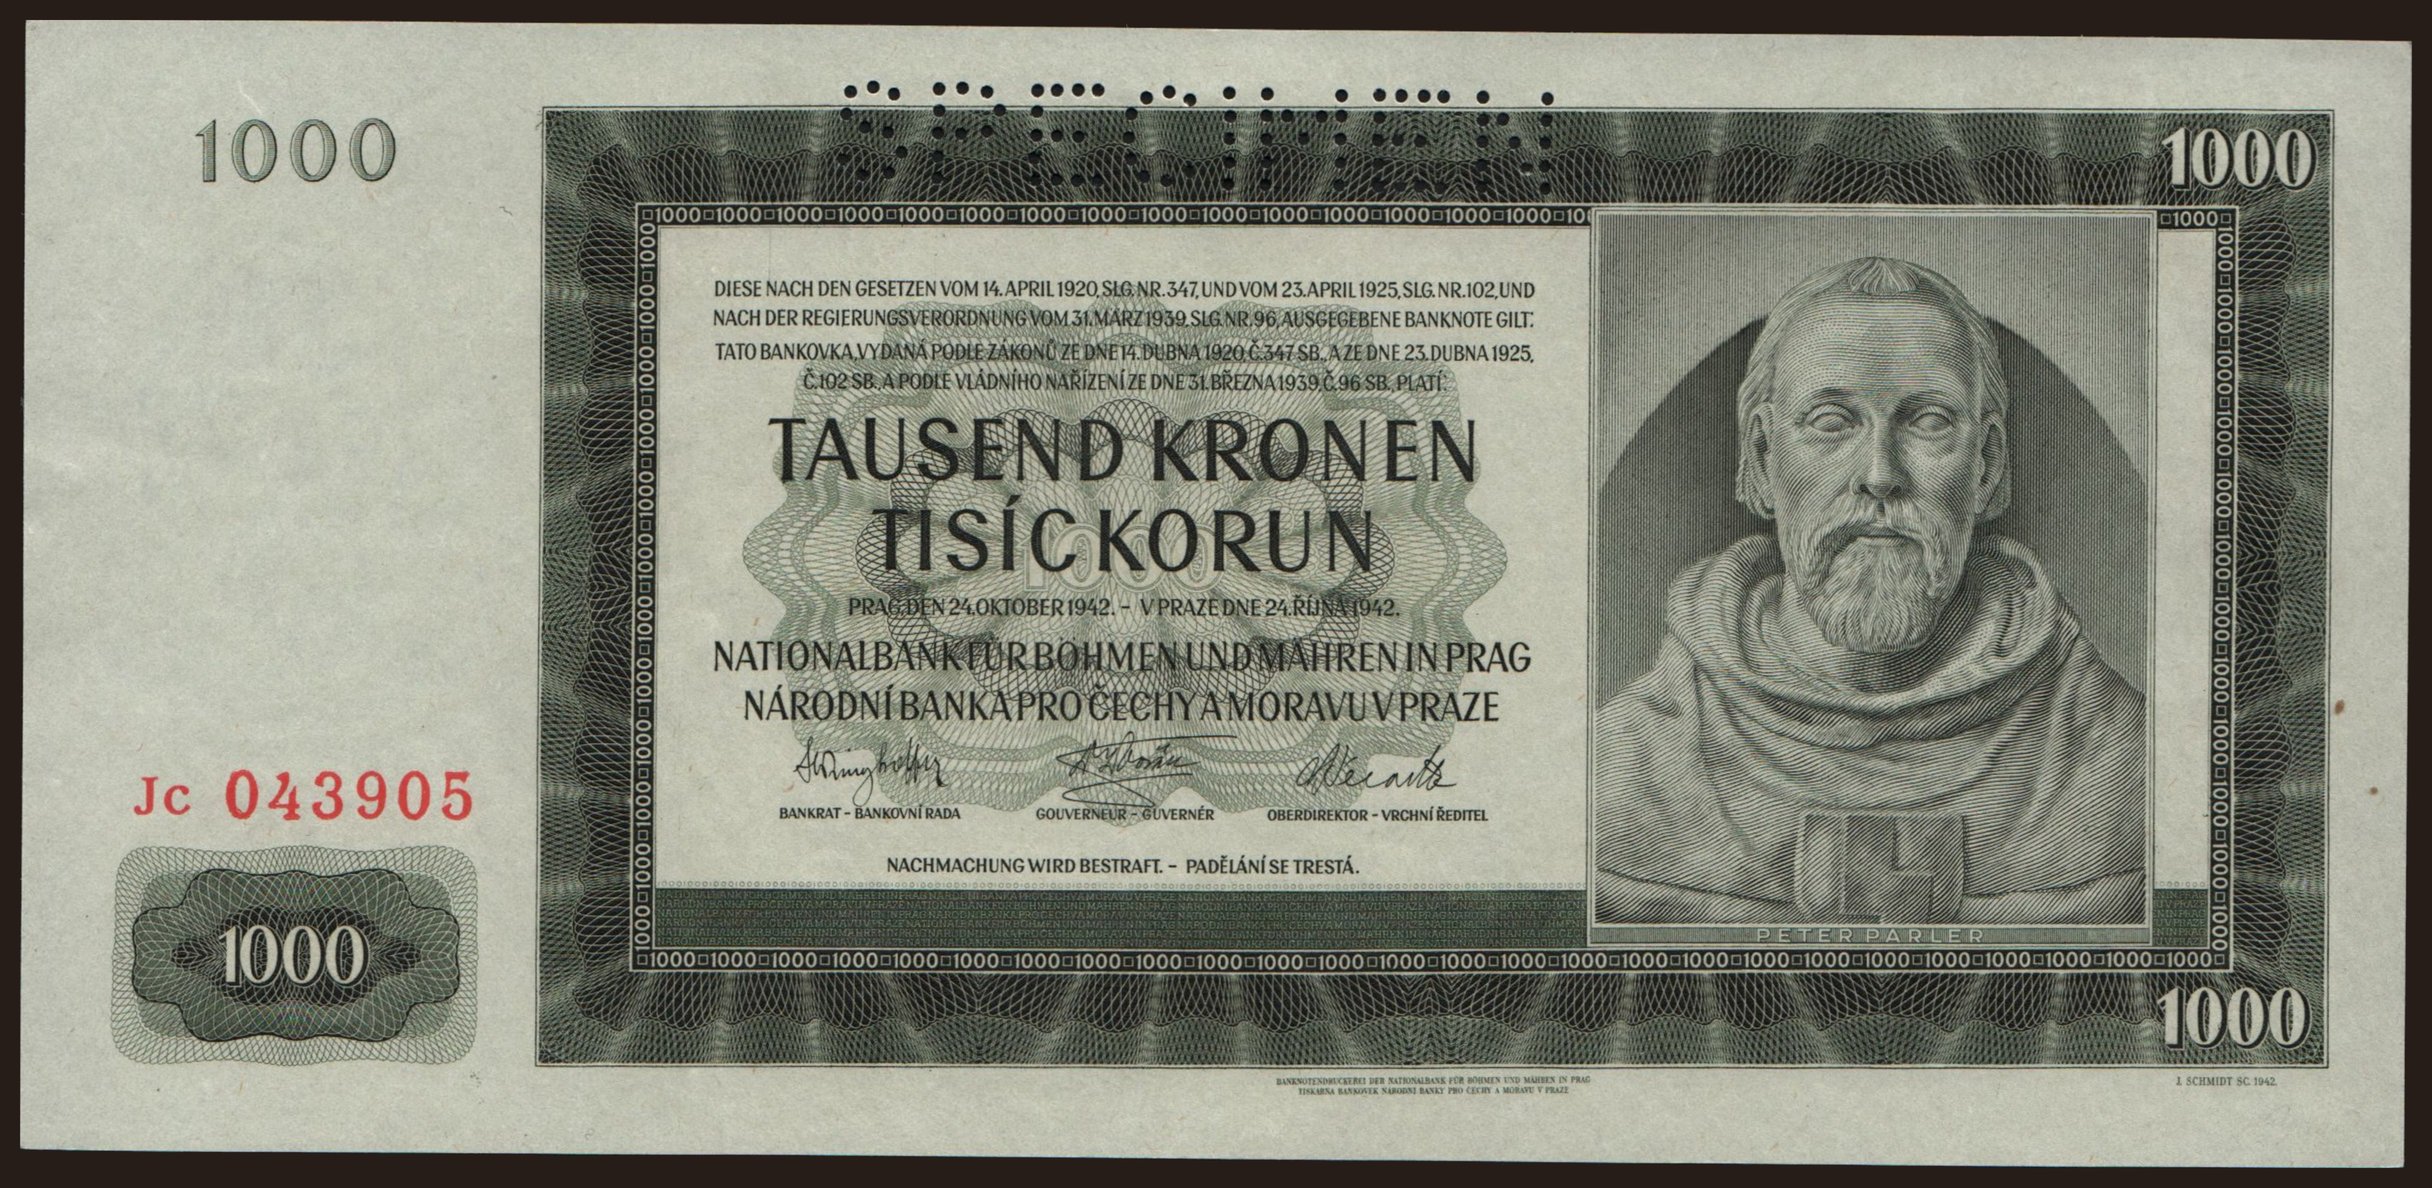 SPECIMEN
1000
1000
DIESE NACH DEN GESETZEN VOM 14. APRIL 1920, SLG. NR. 347, UND VOM 23. APRIL 1925, SLG. NR. 102, UND
NACH DER REGIERUNGSVERORDNUNG VOM 31. MÄRZ 1939, SLG. NR. 96, AUSGEGEBENE BANKNOTE GILT:
TATO BANKOVKA, VYDANÁ PODLE ZÁKONŮ ZE DNE 14. DUBNA 1920, Č. 347 SB., A ZE DNE 23. DUBNA 1925,
Č. 102 SB., A PODLE VLÁDNÍHO NAŘÍZENÍ ZE DNE 31. BŘEZNA 1939, Č. 96 SB., PLATÍ:
TAUSEND KRONEN
TISÍC KORUN
1000
PRAG, DEN 24. OKTOBER 1942. – V PRAZE DNE 24. ŘÍJNA 1942.
NATIONALBANK FÜR BÖHMEN UND MÄHREN IN PRAG
NÁRODNÍ BANKA PRO ČECHY A MORAVU V PRAZE
BANKRAT – BANKOVNÍ RADA
GOUVERNEUR – GUVERNÉR
OBERDIREKTOR – VRCHNÍ ŘEDITEL
NACHMACHUNG WIRD BESTRAFT. – PADĚLÁNÍ SE TRESTÁ.
Jc 043905
1000
PETER PARLER
1000
BANKNOTENDRUCKEREI DER NATIONALBANK FÜR BÖHMEN UND MÄHREN IN PRAG
TISKÁRNA BANKOVEK NÁRODNÍ BANKY PRO ČECHY A MORAVU V PRAZE
J. SCHMIDT SC. 1942.